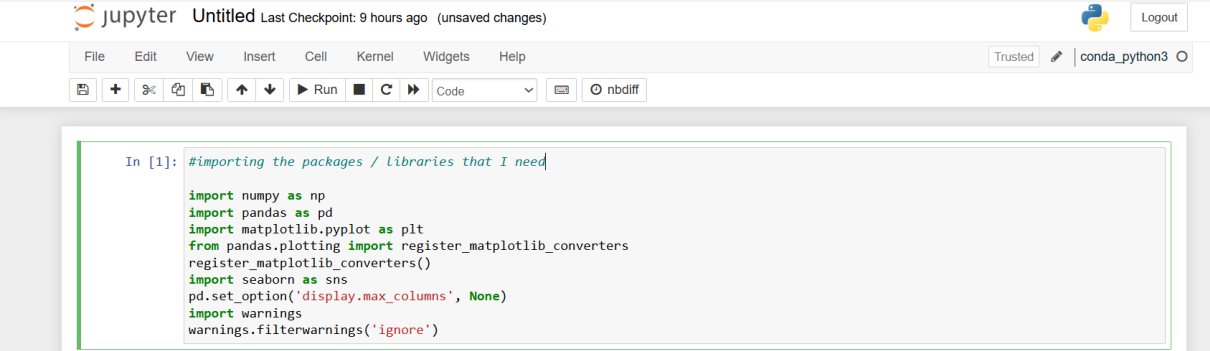 jupyter Untitled Last Checkpoint: 9 hours ago (unsaved changes)
Logout
File Edit View Insert Cell Kernel Widgets Help
Trusted conda_python3
Run Code nbdiff
In [1]: #importing the packages / libraries that I need
import numpy as np
import pandas as pd
import matplotlib.pyplot as plt
from pandas.plotting import register_matplotlib_converters
register_matplotlib_converters()
import seaborn as sns
pd.set_option('display.max_columns', None)
import warnings
warnings.filterwarnings('ignore')